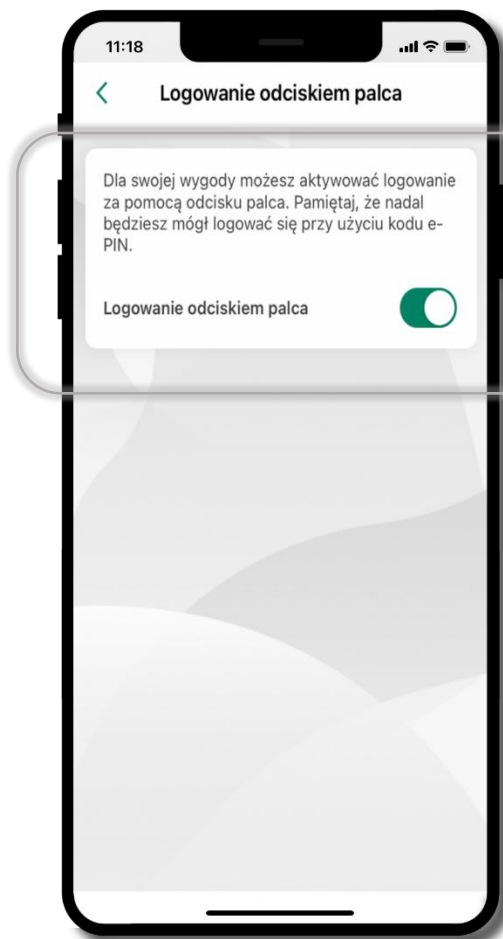 11:18
Logowanie odciskiem palca
Dla swojej wygody możesz aktywować logowanie
za pomocą odcisku palca. Pamiętaj, że nadal
będziesz mógł logować się przy użyciu kodu e-
PIN.
Logowanie odciskiem palca